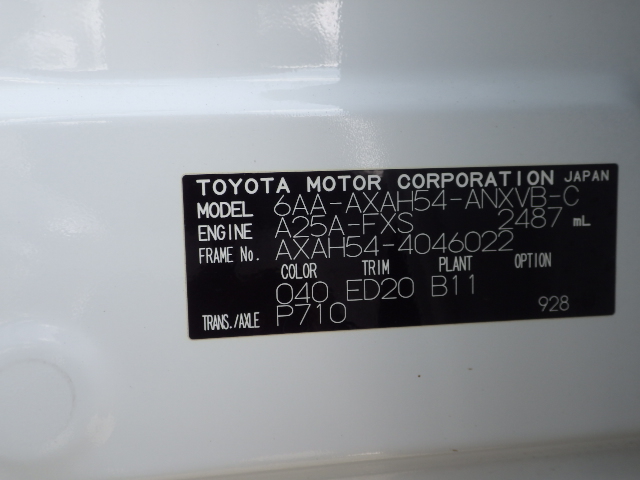 TOYOTA MOTOR CORPORATION JAPAN
MODEL 6AA-AXAH54-ANXVB-C
ENGINE A25A-FXS 2487 mL
FRAME No. AXAH54-4046022
COLOR TRIM PLANT OPTION
040 ED20 B11
TRANS./AXLE P710 928